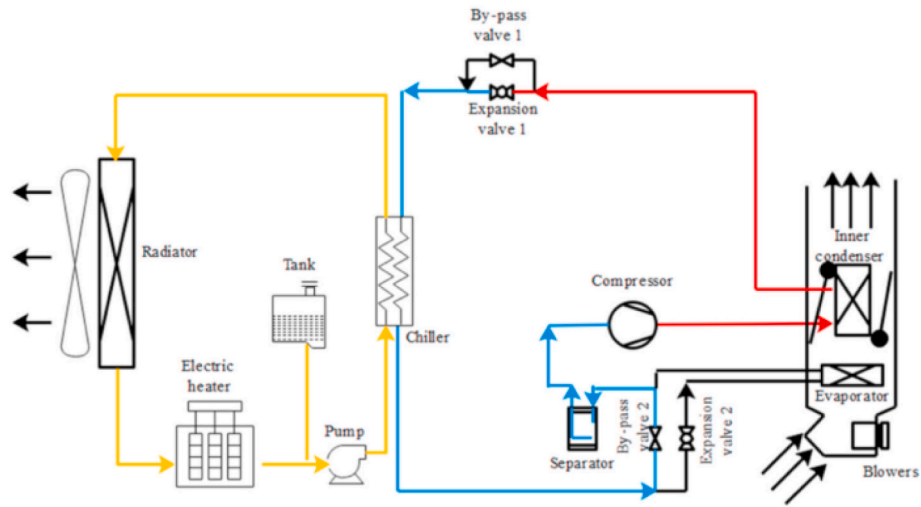 By-pass
valve 1
Expansion
valve 1
Inner
condenser
Radiator
Tank
Compressor
Chiller
Electric
heater
Evaporator
By-pass
valve 2
Expansion
valve 2
Pump
Separator
Blowers